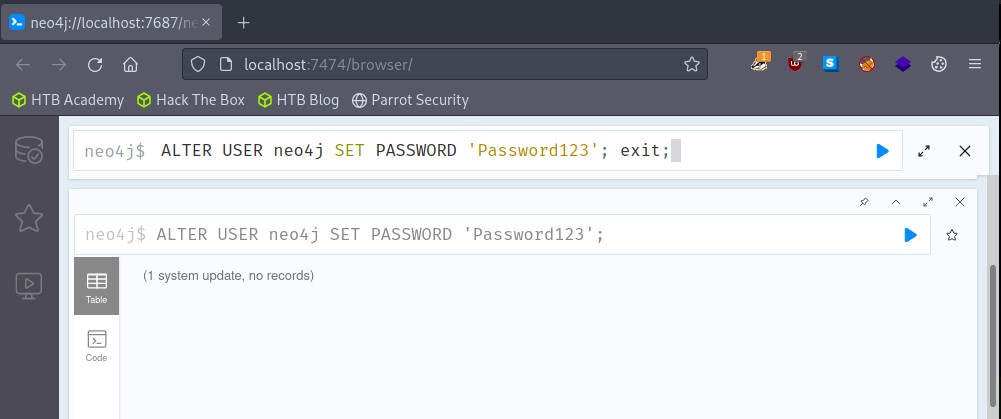 neo4j://localhost:7687/ne
localhost:7474/browser/
1
2
HTB Academy Hack The Box HTB Blog Parrot Security
neo4j$ ALTER USER neo4j SET PASSWORD 'Password123'; exit;
neo4j$ ALTER USER neo4j SET PASSWORD 'Password123';
Table
(1 system update, no records)
Code